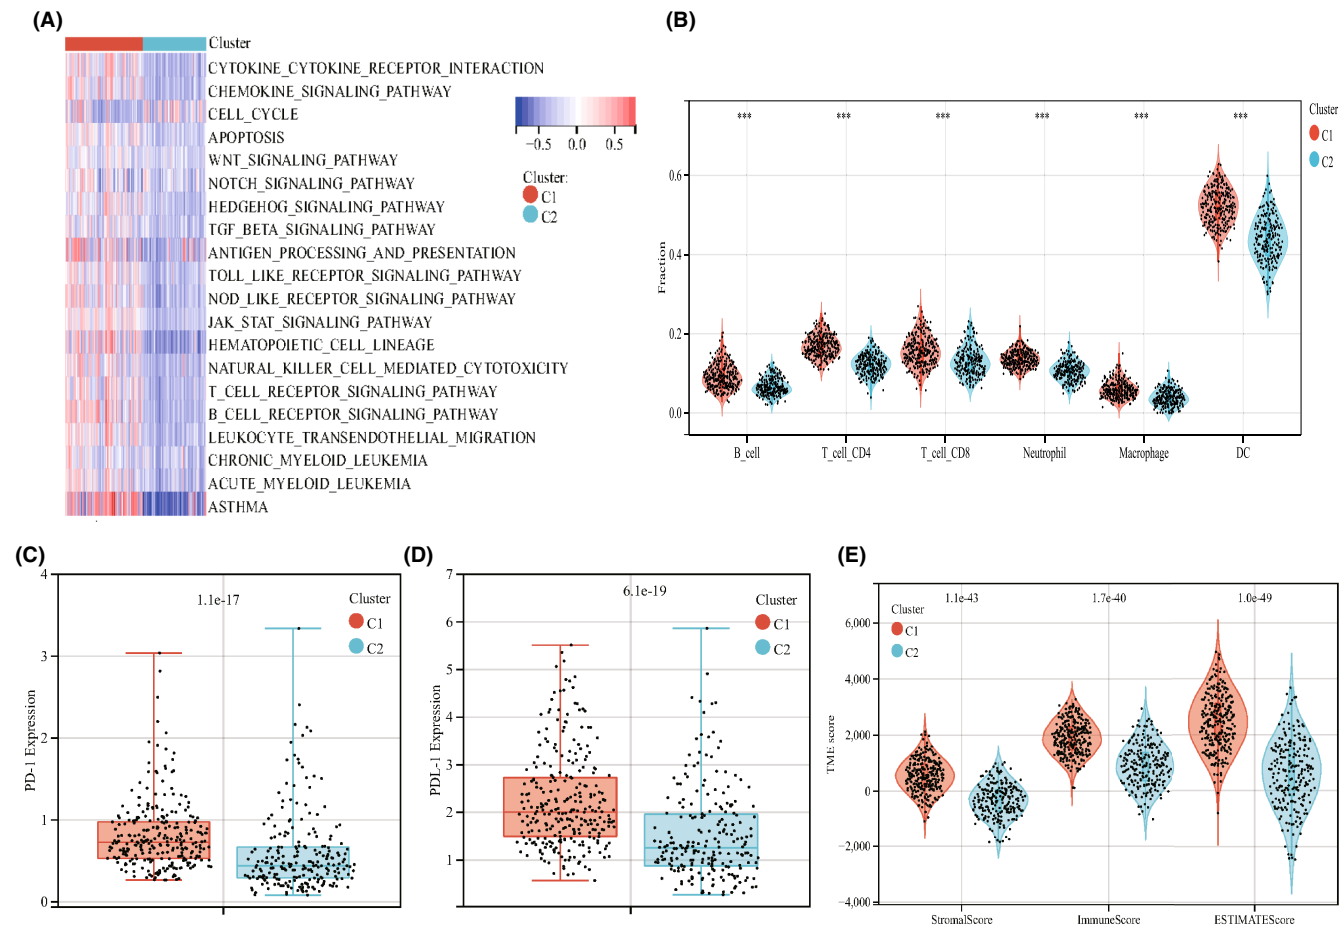 (A)
Cluster
CYTOKINE_CYTOKINE_RECEPTOR_INTERACTION
CHEMOKINE_SIGNALING_PATHWAY
CELL_CYCLE
APOPTOSIS
WNT_SIGNALING_PATHWAY
NOTCH_SIGNALING_PATHWAY
HEDGEHOG_SIGNALING_PATHWAY
TGF_BETA_SIGNALING_PATHWAY
ANTIGEN_PROCESSING_AND_PRESENTATION
TOLL_LIKE_RECEPTOR_SIGNALING_PATHWAY
NOD_LIKE_RECEPTOR_SIGNALING_PATHWAY
JAK_STAT_SIGNALING_PATHWAY
HEMATOPOIETIC_CELL_LINEAGE
NATURAL_KILLER_CELL_MEDIATED_CYTOTOXICITY
T_CELL_RECEPTOR_SIGNALING_PATHWAY
B_CELL_RECEPTOR_SIGNALING_PATHWAY
LEUKOCYTE_TRANSENDOTHELIAL_MIGRATION
CHRONIC_MYELOID_LEUKEMIA
ACUTE_MYELOID_LEUKEMIA
ASTHMA
−0.5 0.0 0.5
Cluster:
C1
C2
(B)
*** *** *** *** *** ***
Cluster
C1
C2
Fraction
0.6
0.4
0.2
0.0
B_cell T_cell_CD4 T_cell_CD8 Neutrophil Macrophage DC
(C)
1.1e-17
Cluster
C1
C2
PD-1 Expression
4
3
2
1
0
(D)
6.1e-19
Cluster
C1
C2
PDL-1 Expression
7
6
5
4
3
2
1
(E)
1.1e-43 1.7e-40 1.0e-49
Cluster
C1
C2
TME score
6,000
4,000
2,000
0
−2,000
−4,000
StromalScore ImmuneScore ESTIMATEScore